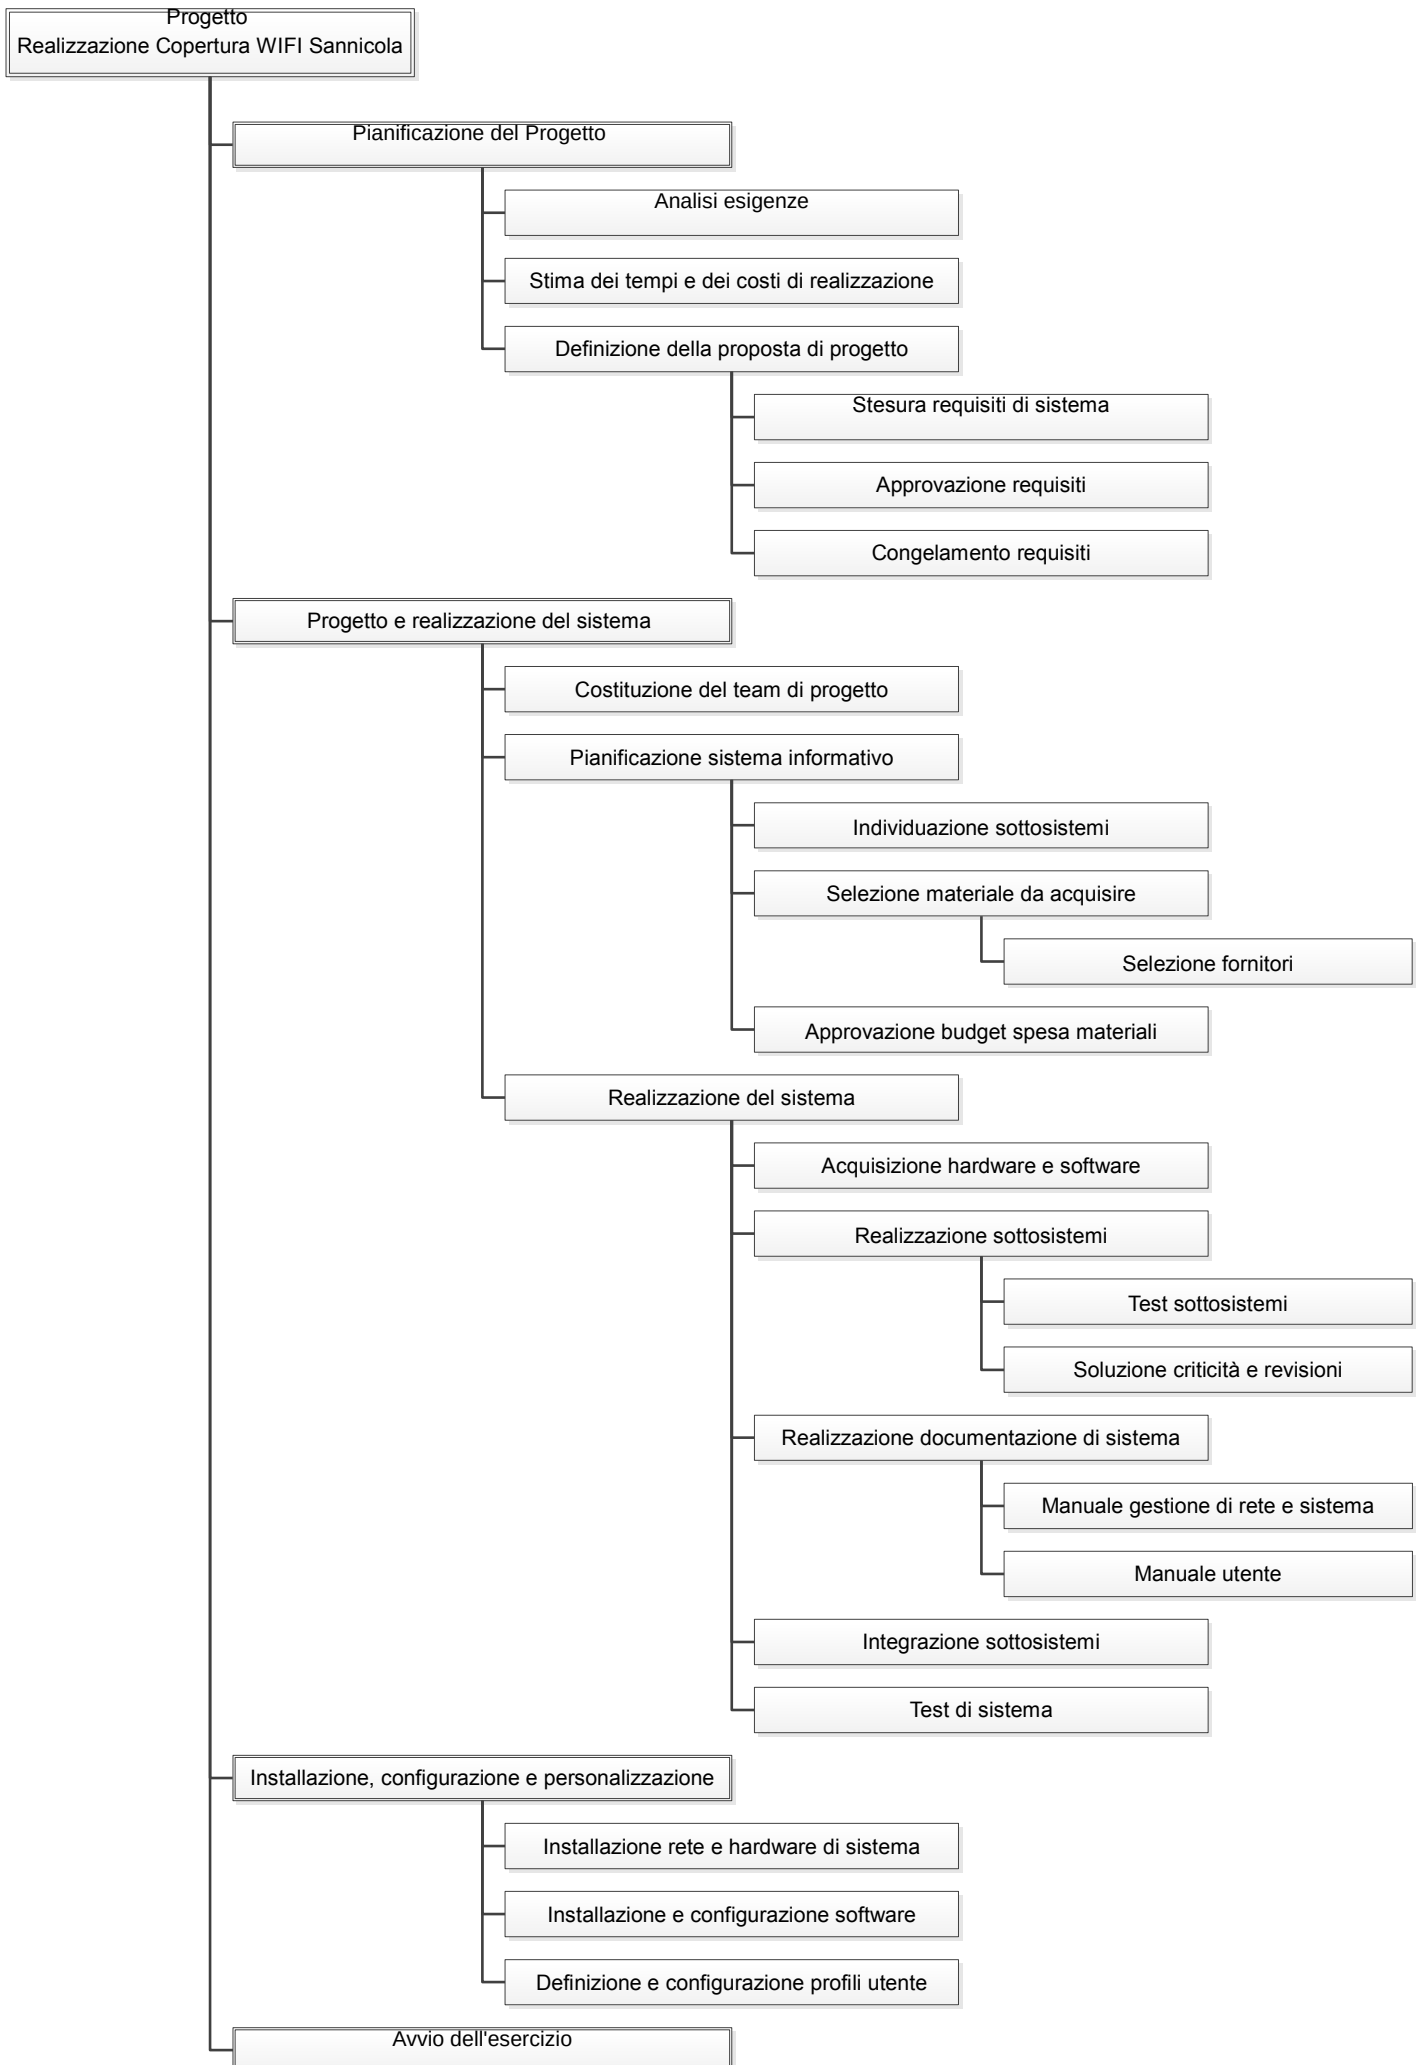 Progetto
Realizzazione Copertura WIFI Sannicola
Pianificazione del Progetto
Analisi esigenze
Stima dei tempi e dei costi di realizzazione
Definizione della proposta di progetto
Stesura requisiti di sistema
Approvazione requisiti
Congelamento requisiti
Progetto e realizzazione del sistema
Costituzione del team di progetto
Pianificazione sistema informativo
Individuazione sottosistemi
Selezione materiale da acquisire
Selezione fornitori
Approvazione budget spesa materiali
Realizzazione del sistema
Acquisizione hardware e software
Realizzazione sottosistemi
Test sottosistemi
Soluzione criticità e revisioni
Realizzazione documentazione di sistema
Manuale gestione di rete e sistema
Manuale utente
Integrazione sottosistemi
Test di sistema
Installazione, configurazione e personalizzazione
Installazione rete e hardware di sistema
Installazione e configurazione software
Definizione e configurazione profili utente
Avvio dell'esercizio